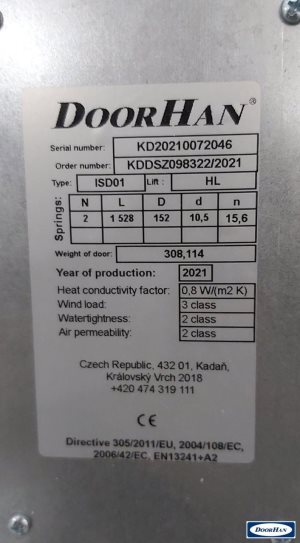 DOORHAN®
Serial number: KD20210072046
Order number: KDDSZ098322/2021
Type: ISD01 Lift: HL
Springs: N L D d n
2 1 528 152 10,5 15,6
Weight of door: 308,114
Year of production: 2021
Heat conductivity factor: 0,8 W/(m2 K)
Wind load: 3 class
Watertightness: 2 class
Air permeability: 2 class
Czech Republic, 432 01, Kadaň,
Královský Vrch 2018
+420 474 319 111
CE
Directive 305/2011/EU, 2004/108/EC,
2006/42/EC, EN13241+A2
DOORHAN